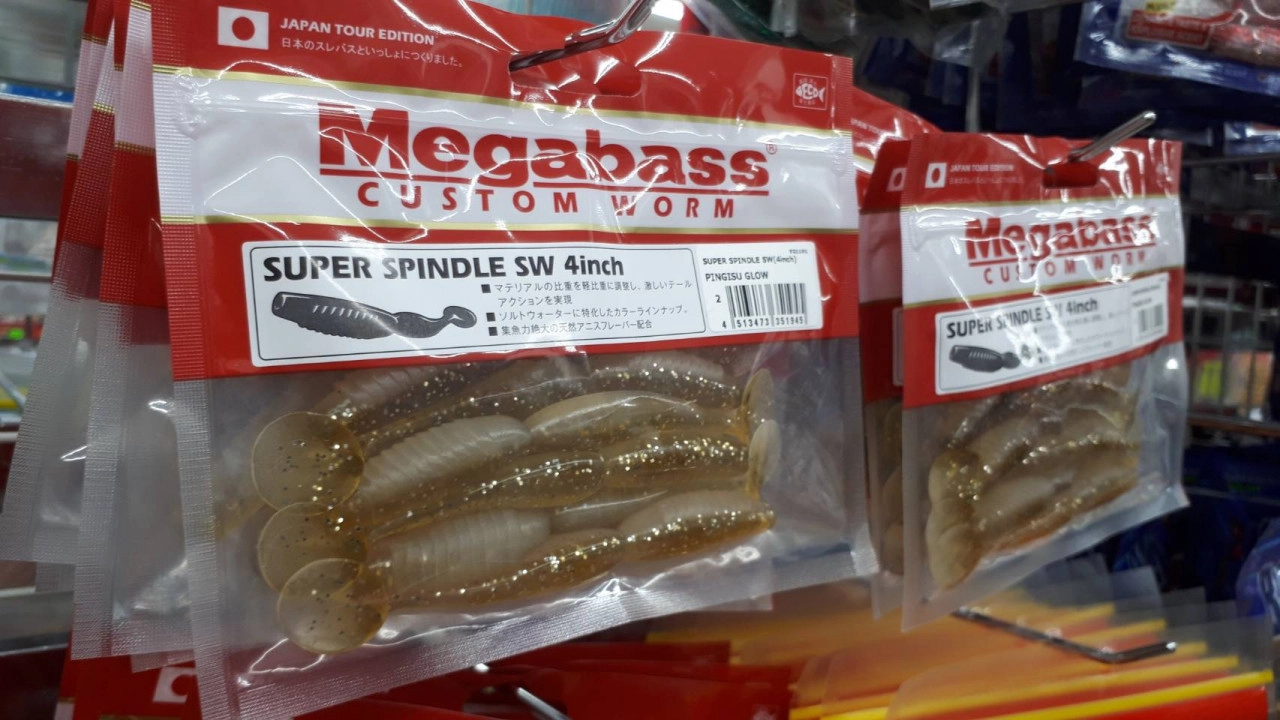 JAPAN TOUR EDITION
日本のスレバスといっしょにつくりました。
Megabass®
CUSTOM WORM
SUPER SPINDLE SW 4inch
■マテリアルの比重を軽比重に調整し、激しいテール
アクションを実現
■ソルトウォーターに特化したカラーラインナップ。
■集魚力絶大の天然アニスフレーバー配合
SUPER SPINDLE SW(4inch)
PINGISU GLOW
2
4 513473 351945
JAPAN TOUR EDITION
Megabass
CUSTOM WORM
SUPER SPINDLE SW 4inch